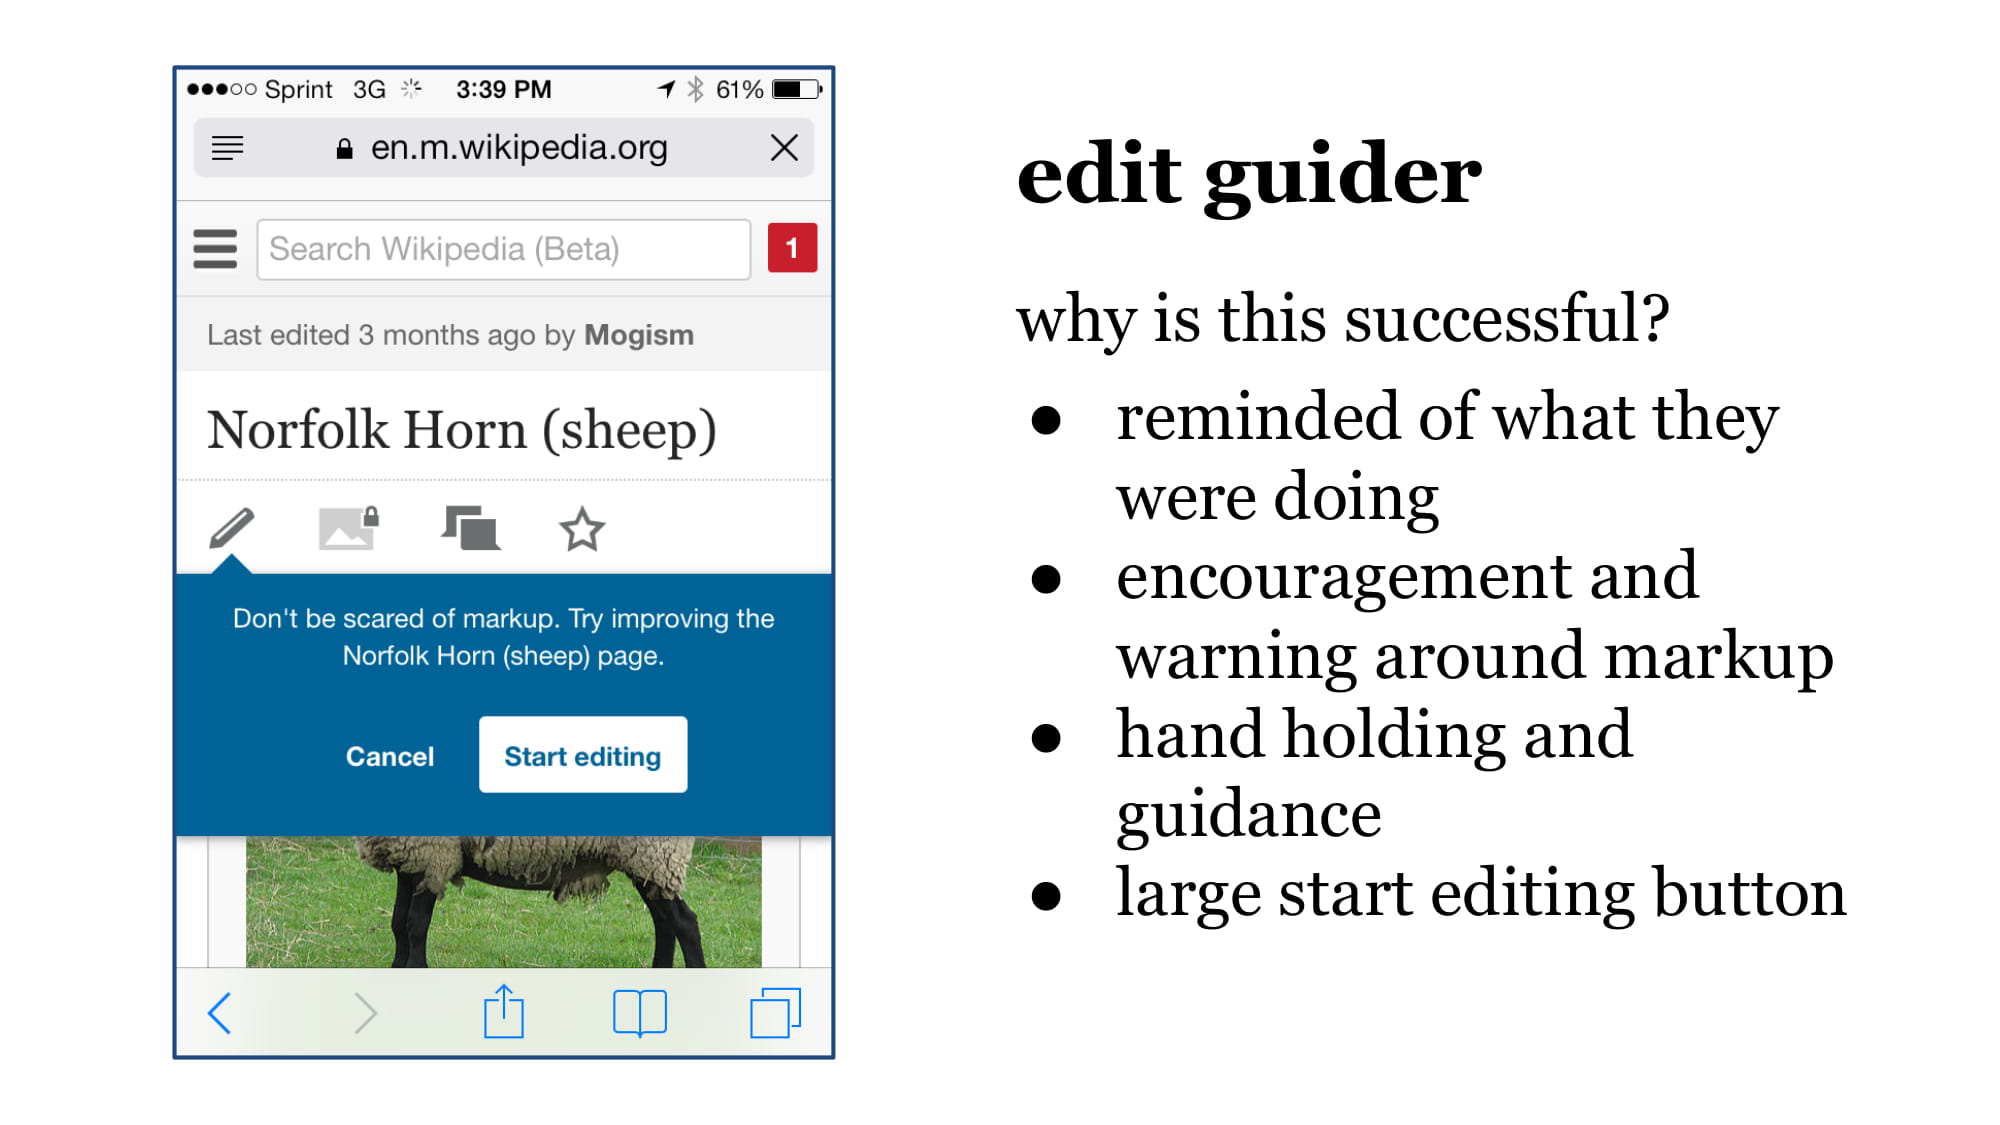 Sprint 3G 3:39 PM 61%
en.m.wikipedia.org
Search Wikipedia (Beta) 1
Last edited 3 months ago by Mogism
Norfolk Horn (sheep)
Don't be scared of markup. Try improving the
Norfolk Horn (sheep) page.
Cancel Start editing
edit guider
why is this successful?
● reminded of what they
were doing
● encouragement and
warning around markup
● hand holding and
guidance
● large start editing button